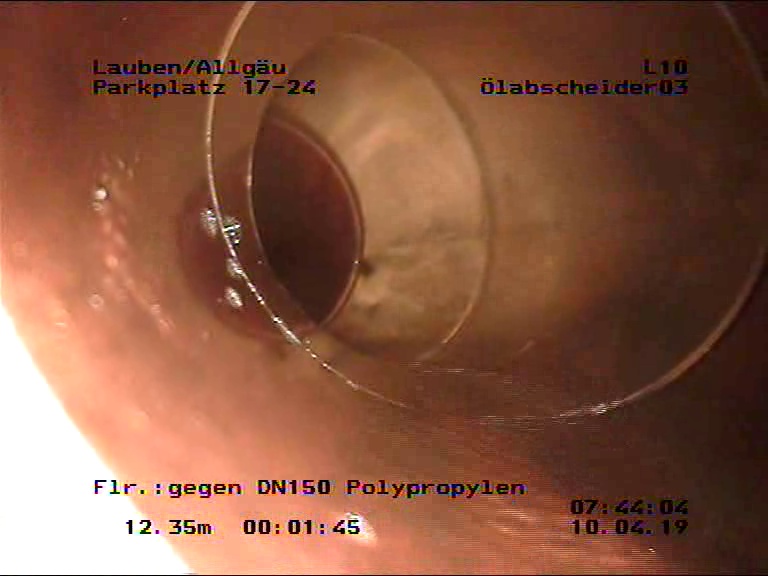 Lauben/Allgäu L10
Parkplatz 17-24 Ölabscheider03
Flr.:gegen DN150 Polypropylen
07:44:04
12.35m 00:01:45 10.04.19